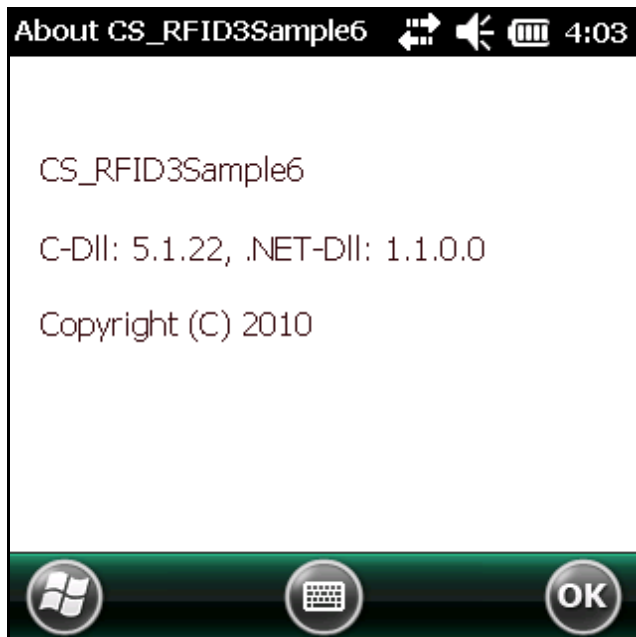 About CS_RFID3Sample6 4:03
CS_RFID3Sample6
C-Dll: 5.1.22, .NET-Dll: 1.1.0.0
Copyright (C) 2010
OK